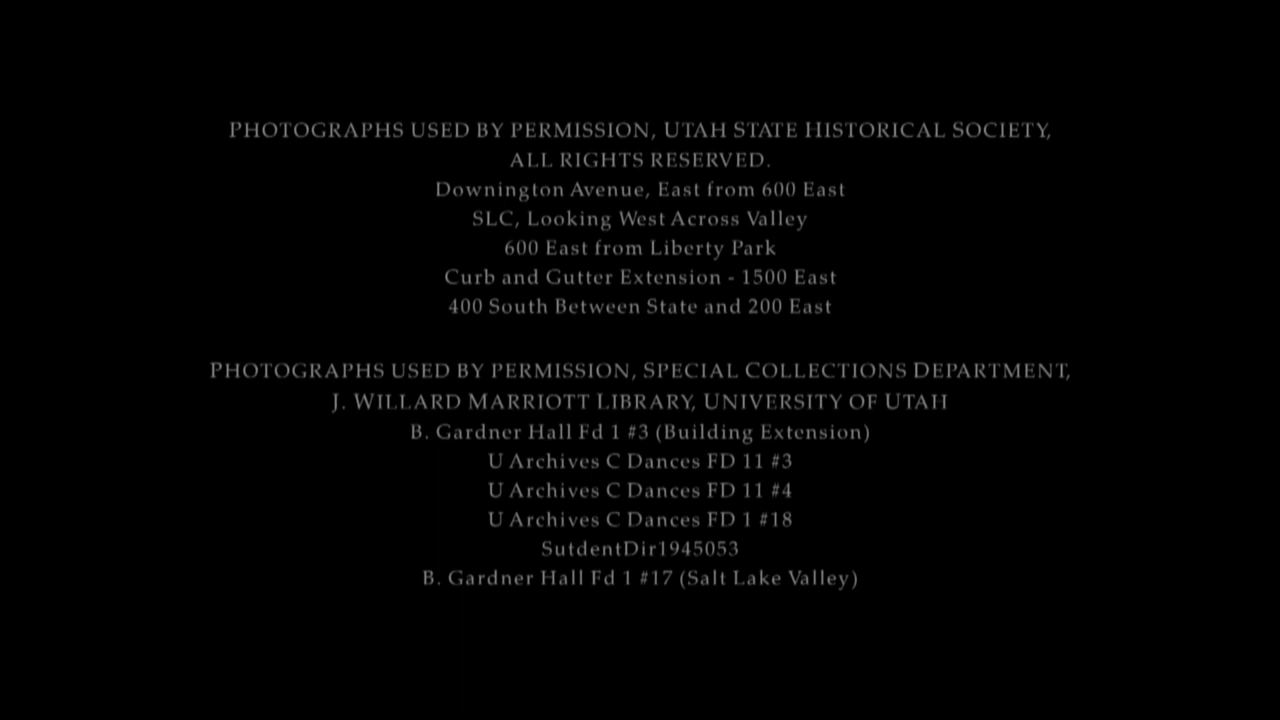 PHOTOGRAPHS USED BY PERMISSION, UTAH STATE HISTORICAL SOCIETY,
ALL RIGHTS RESERVED.
Downington Avenue, East from 600 East
SLC, Looking West Across Valley
600 East from Liberty Park
Curb and Gutter Extension - 1500 East
400 South Between State and 200 East
PHOTOGRAPHS USED BY PERMISSION, SPECIAL COLLECTIONS DEPARTMENT,
J. WILLARD MARRIOTT LIBRARY, UNIVERSITY OF UTAH
B. Gardner Hall Fd 1 #3 (Building Extension)
U Archives C Dances FD 11 #3
U Archives C Dances FD 11 #4
U Archives C Dances FD 1 #18
SutdentDir1945053
B. Gardner Hall Fd 1 #17 (Salt Lake Valley)